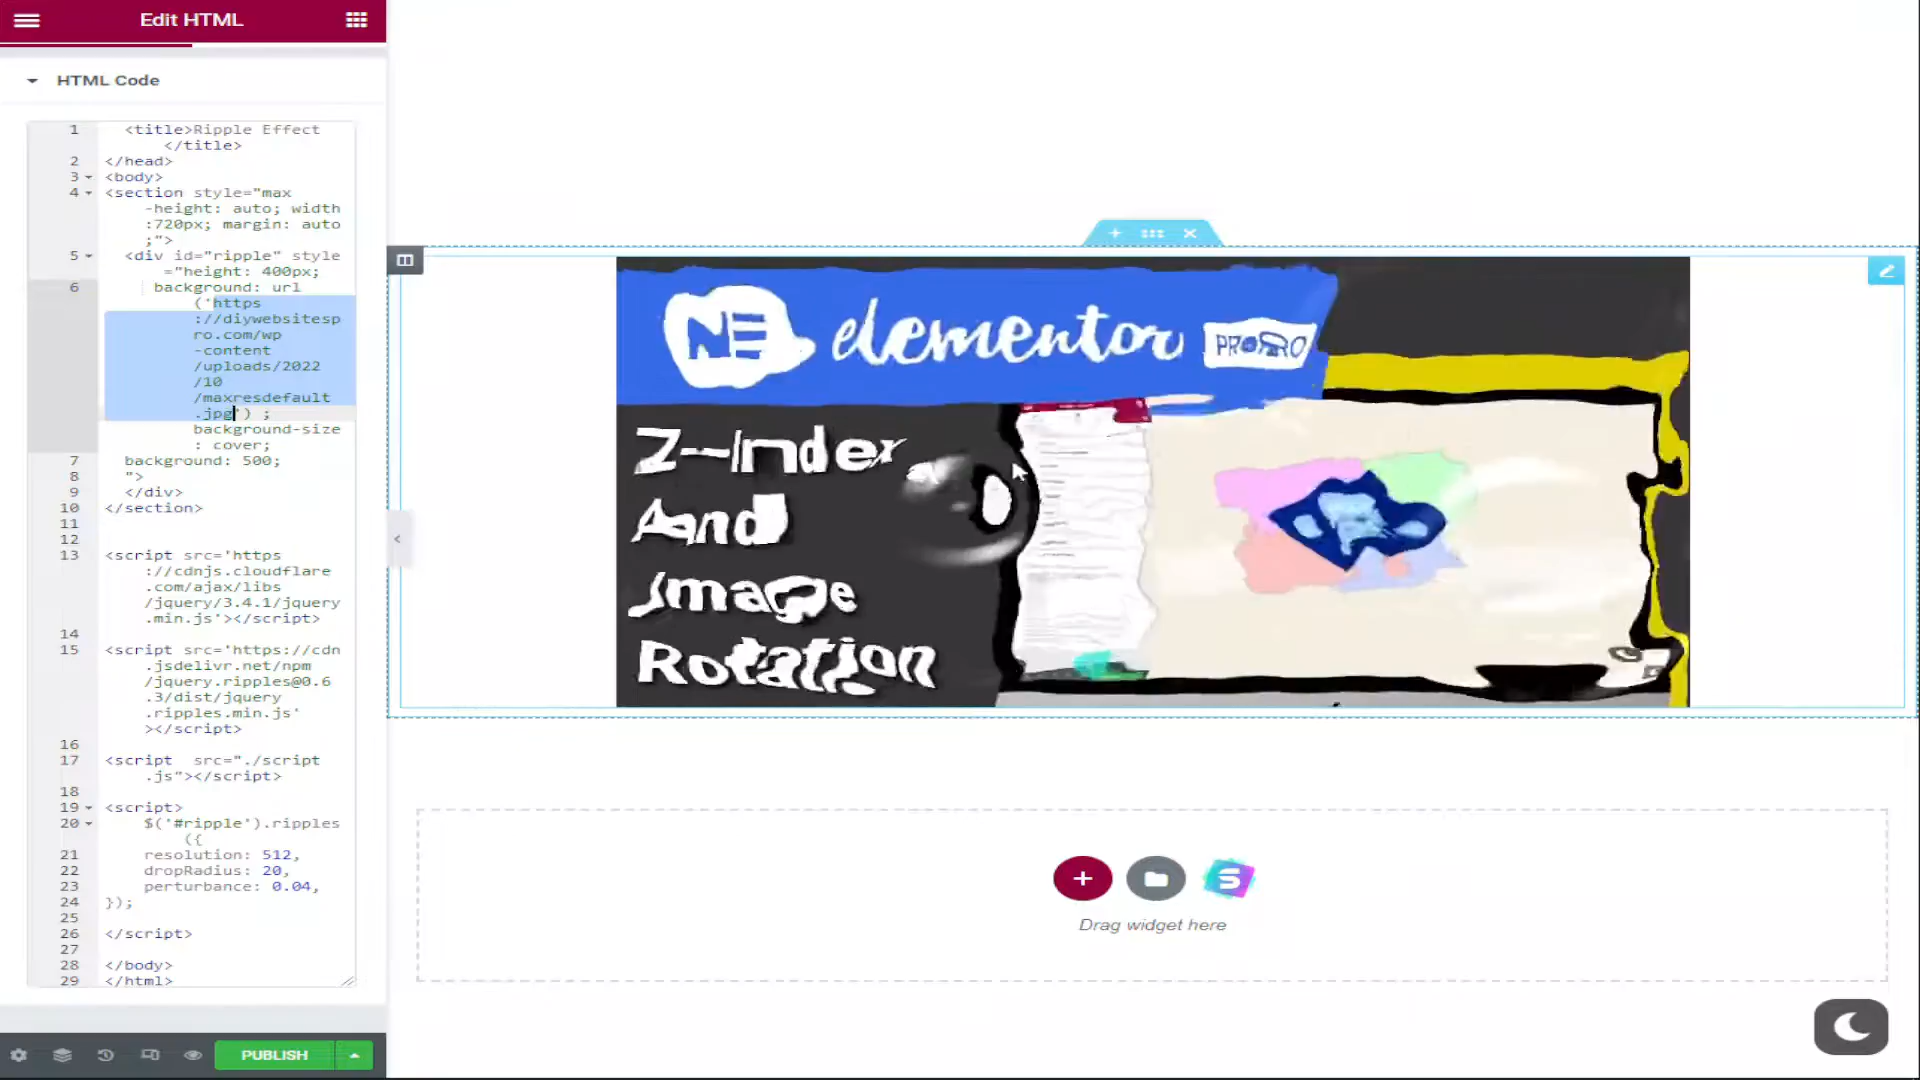 Edit HTML
HTML Code
1 <title>Ripple Effect
</title>
2 </head>
3 <body>
4 <section style="max
-height: auto; width
:720px; margin: auto
;">
5 <div id="ripple" style
="height: 400px;
6 background: url
('https
://diywebsitesp
ro.com/wp
-content
/uploads/2022
/10
/maxresdefault
.jpg') ;
background-size
: cover;
7 background: 500;
8 ">
9 </div>
10 </section>
11
12
13 <script src='https
://cdnjs.cloudflare
.com/ajax/libs
/jquery/3.4.1/jquery
.min.js'></script>
14
15 <script src='https://cdn
.jsdelivr.net/npm
/jquery.ripples@0.6
.3/dist/jquery
.ripples.min.js'
></script>
16
17 <script  src="./script
.js"></script>
18
19 <script>
20 $('#ripple').ripples
({
21 resolution: 512,
22 dropRadius: 20,
23 perturbance: 0.04,
24 });
25
26 </script>
27
28 </body>
29 </html>
PUBLISH
elementor
Z-Index
And
Image
Rotation
Drag widget here